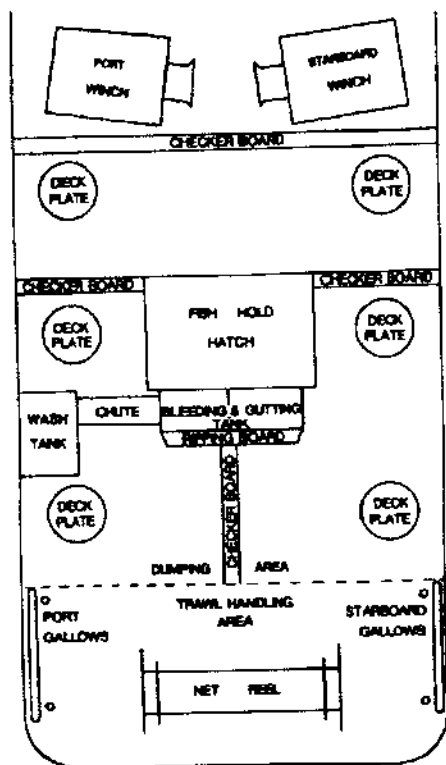 PORT
WINCH
STARBOARD
WINCH
CHECKER BOARD
DECK
PLATE
DECK
PLATE
CHECKER BOARD
CHECKER BOARD
FISH HOLD
HATCH
DECK
PLATE
DECK
PLATE
WASH
TANK
CHUTE
BLEEDING & GUTTING
TANK
RIPPING BOARD
CHECKER BOARD
DECK
PLATE
DECK
PLATE
DUMPING AREA
TRAWL HANDLING
AREA
PORT
GALLOWS
STARBOARD
GALLOWS
NET REEL